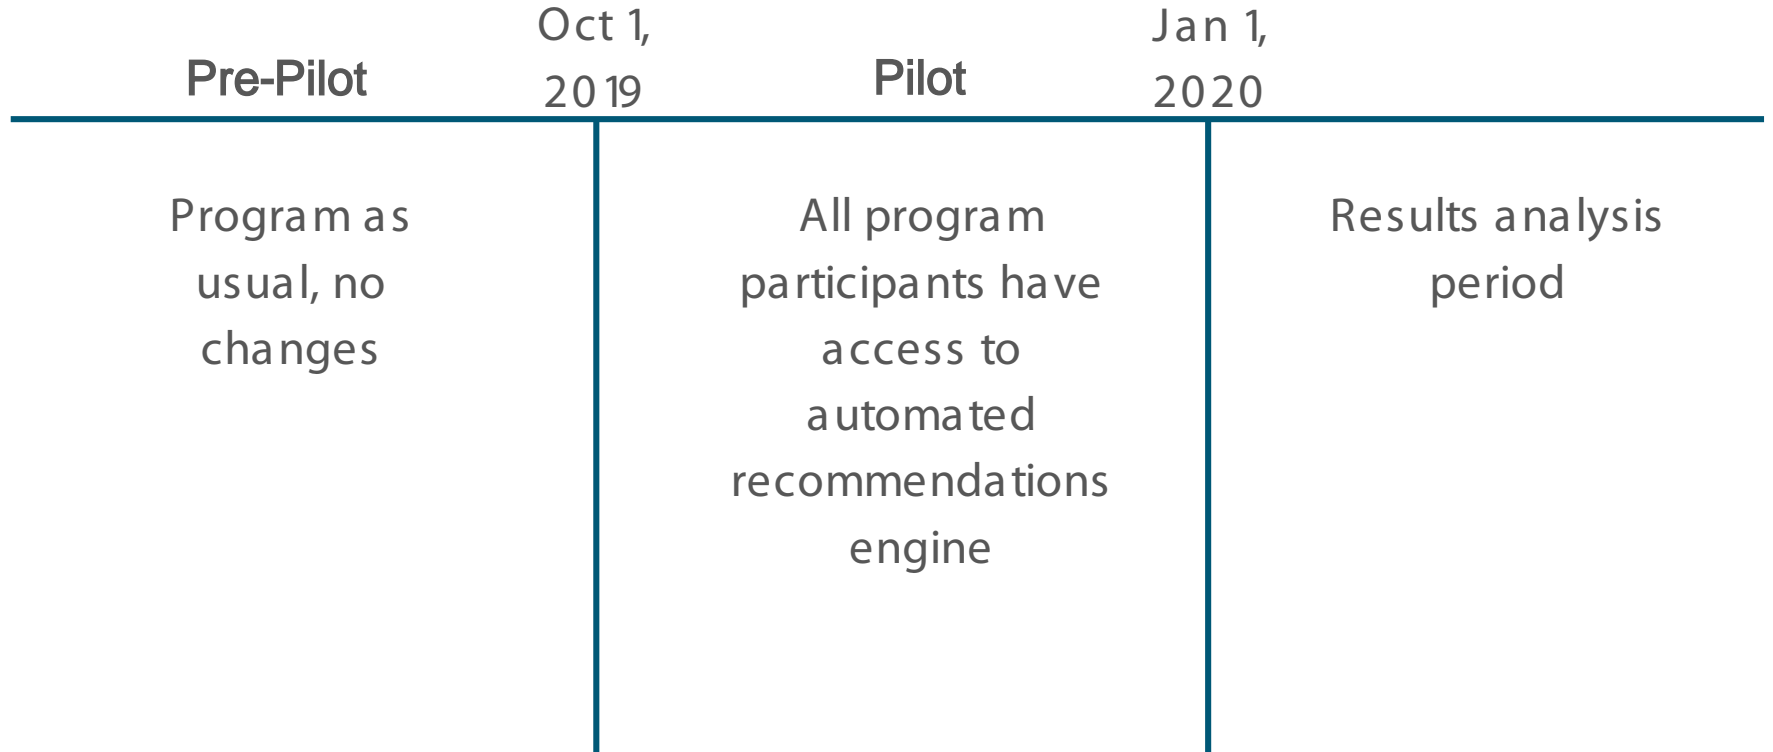 Pre-Pilot
Oct 1,
2019
Pilot
Jan 1,
2020
Program as
usual, no
changes
All program
participants have
access to
automated
recommendations
engine
Results analysis
period